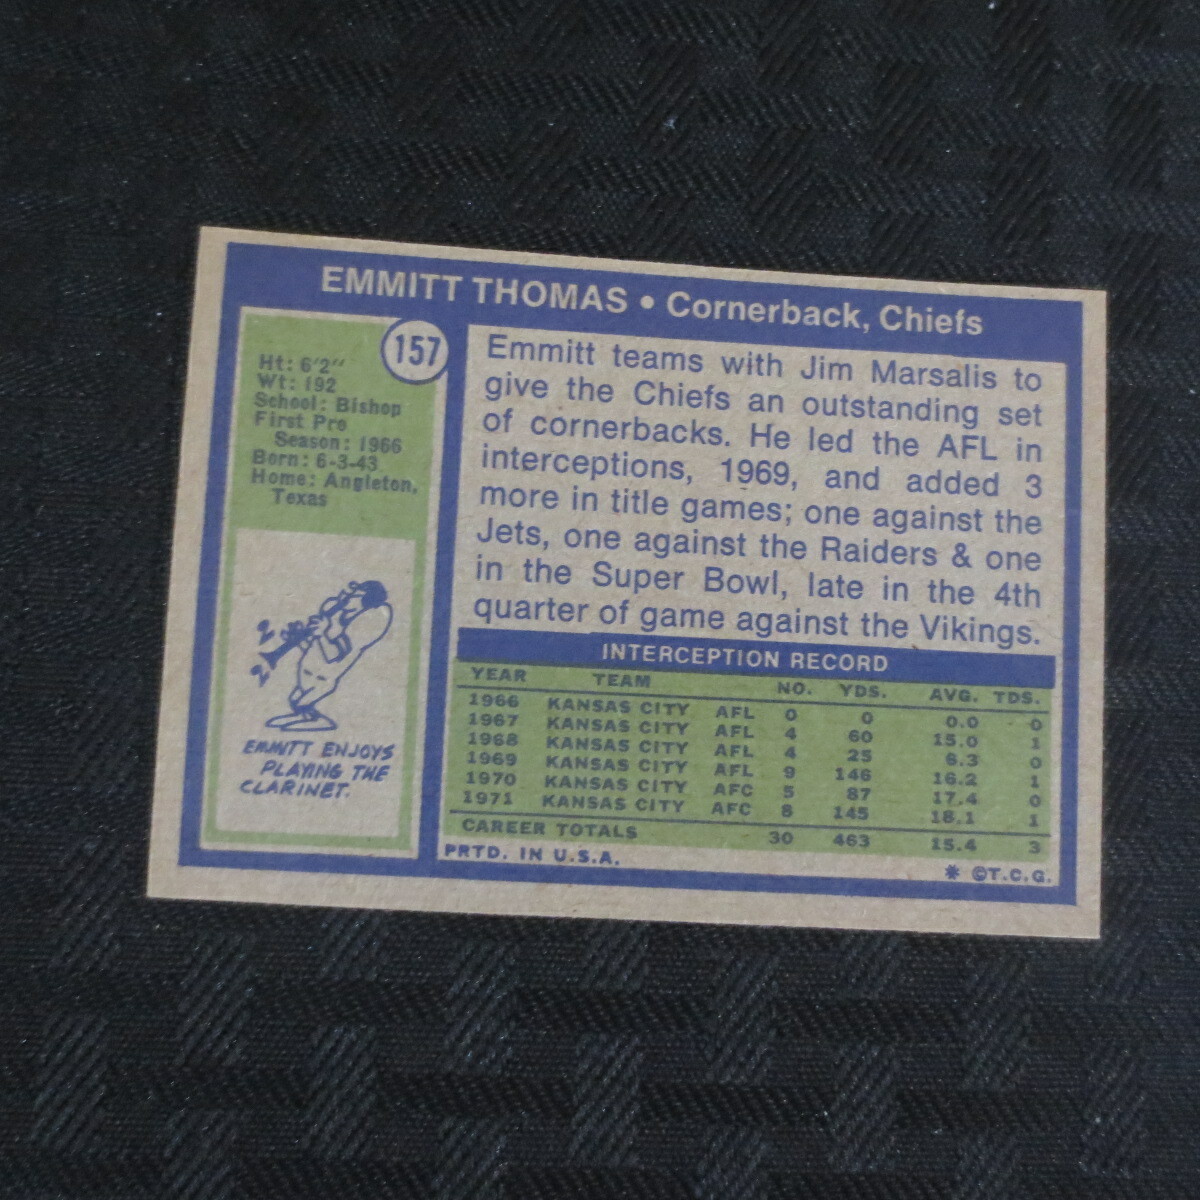 EMMITT THOMAS • Cornerback, Chiefs
157
Ht: 6'2"
Wt: 192
School: Bishop
First Pro
Season: 1966
Born: 6-3-43
Home: Angleton,
Texas
EMMITT ENJOYS
PLAYING THE
CLARINET.
Emmitt teams with Jim Marsalis to
give the Chiefs an outstanding set
of cornerbacks. He led the AFL in
interceptions, 1969, and added 3
more in title games; one against the
Jets, one against the Raiders & one
in the Super Bowl, late in the 4th
quarter of game against the Vikings.
INTERCEPTION RECORD
YEAR TEAM NO. YDS. AVG. TDS.
1966 KANSAS CITY AFL 0 0 0.0 0
1967 KANSAS CITY AFL 4 60 15.0 1
1968 KANSAS CITY AFL 4 25 6.3 0
1969 KANSAS CITY AFL 9 146 16.2 1
1970 KANSAS CITY AFC 5 87 17.4 0
1971 KANSAS CITY AFC 8 145 18.1 1
CAREER TOTALS 30 463 15.4 3
PRTD. IN U.S.A. * ©T.C.G.